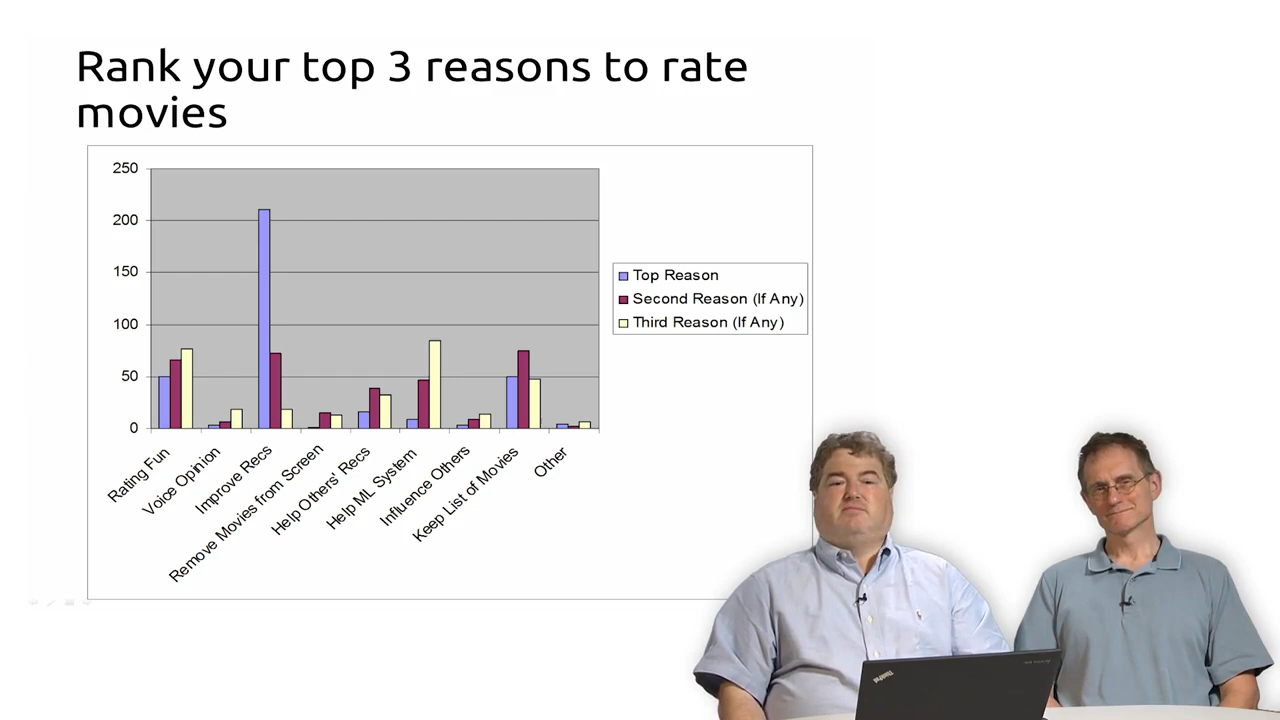 Rank your top 3 reasons to rate
movies
250
200
150
100
50
0
Top Reason
Second Reason (If Any)
Third Reason (If Any)
Rating Fun
Voice Opinion
Improve Recs
Remove Movies from Screen
Help Others' Recs
Help ML System
Influence Others
Keep List of Movies
Other
ThinkPad